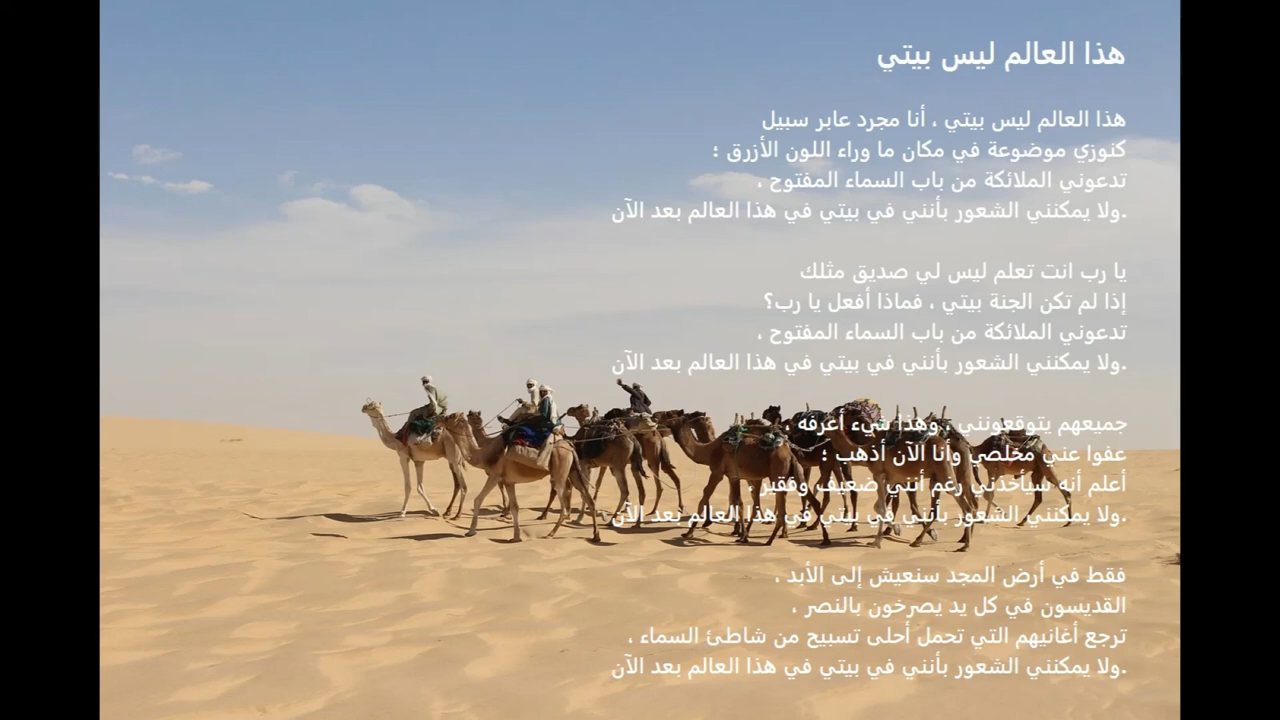 هذا العالم ليس بيتي
هذا العالم ليس بيتي ، أنا مجرد عابر سبيل
كنوزي موضوعة في مكان ما وراء اللون الأزرق ؛
تدعوني الملائكة من باب السماء المفتوح ،
.ولا يمكنني الشعور بأنني في بيتي في هذا العالم بعد الآن
يا رب انت تعلم ليس لي صديق مثلك
إذا لم تكن الجنة بيتي ، فماذا أفعل يا رب؟
تدعوني الملائكة من باب السماء المفتوح ،
.ولا يمكنني الشعور بأنني في بيتي في هذا العالم بعد الآن
جميعهم يتوقعونني ، وهذا شيء أعرفه ،
عفوا عني مخلصي وأنا الآن أذهب ؛
أعلم أنه سيأخذني رغم أنني ضعيف وفقير ،
.ولا يمكنني الشعور بأنني في بيتي في هذا العالم بعد الآن
فقط في أرض المجد سنعيش إلى الأبد ،
القديسون في كل يد يصرخون بالنصر ،
ترجع أغانيهم التي تحمل أحلى تسبيح من شاطئ السماء ،
.ولا يمكنني الشعور بأنني في بيتي في هذا العالم بعد الآن